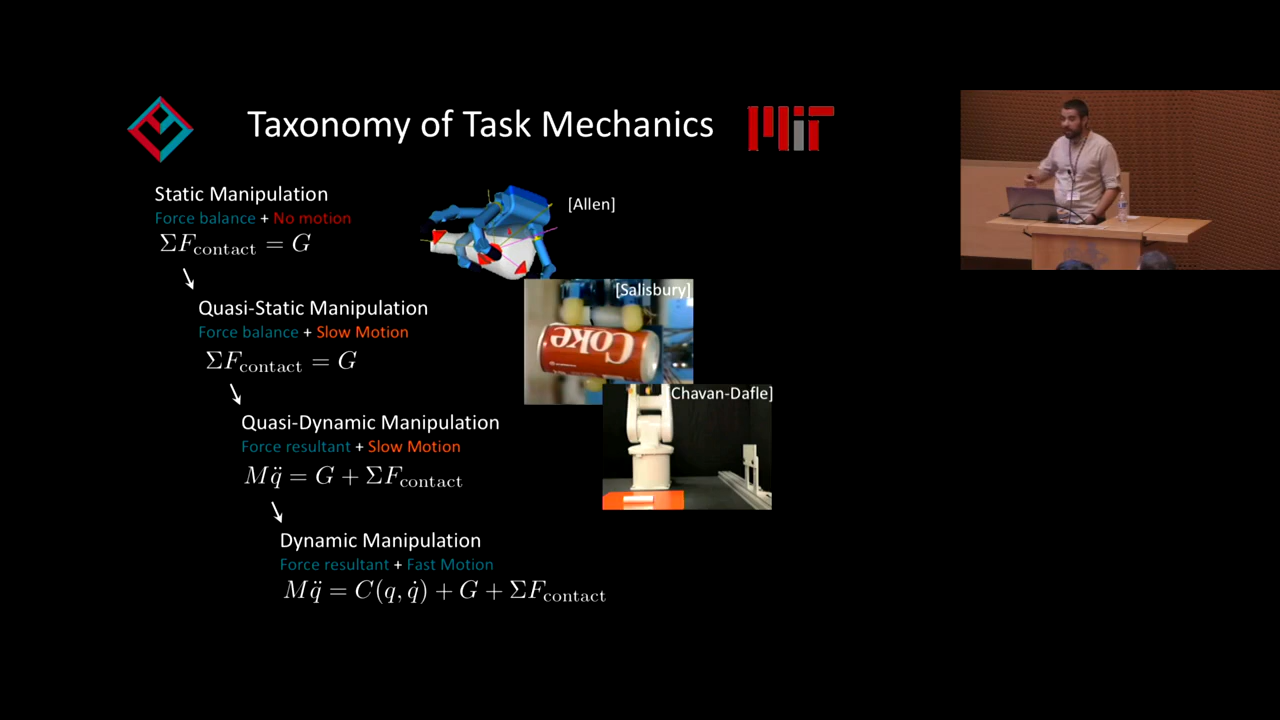 Taxonomy of Task Mechanics
MIT
Static Manipulation
Force balance + No motion
ΣF_contact = G
[Allen]
Quasi-Static Manipulation
Force balance + Slow Motion
ΣF_contact = G
[Salisbury]
Coke
Quasi-Dynamic Manipulation
Force resultant + Slow Motion
Mq̈ = G + ΣF_contact
[Chavan-Dafle]
Dynamic Manipulation
Force resultant + Fast Motion
Mq̈ = C(q, q̇) + G + ΣF_contact